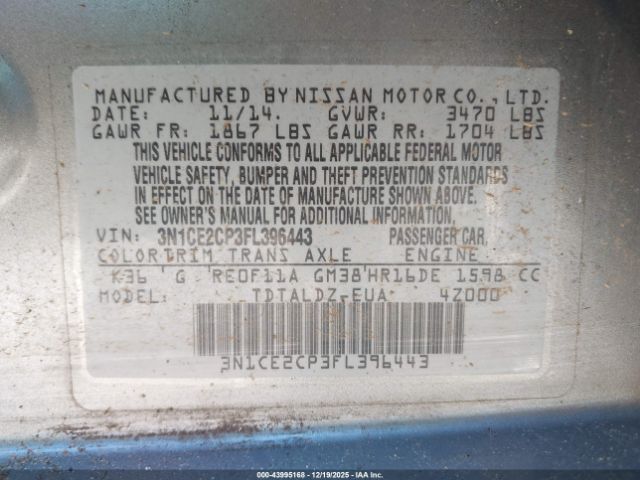 MANUFACTURED BY NISSAN MOTOR CO., LTD.
DATE: 11/14. GVWR: 3470 LBS
GAWR FR: 1867 LBS GAWR RR: 1704 LBS
THIS VEHICLE CONFORMS TO ALL APPLICABLE FEDERAL MOTOR
VEHICLE SAFETY, BUMPER AND THEFT PREVENTION STANDARDS
IN EFFECT ON THE DATE OF MANUFACTURE SHOWN ABOVE.
SEE OWNER'S MANUAL FOR ADDITIONAL INFORMATION
VIN: 3N1CE2CP3FL396443 PASSENGER CAR
COLOR TRIM TRANS AXLE ENGINE
K36 G RE0F11A GM38 HR16DE 1598 CC
MODEL: TDTALDZ-EUA 4Z000
3N1CE2CP3FL396443
000-43995168 - 12/19/2025 - IAAI.COM